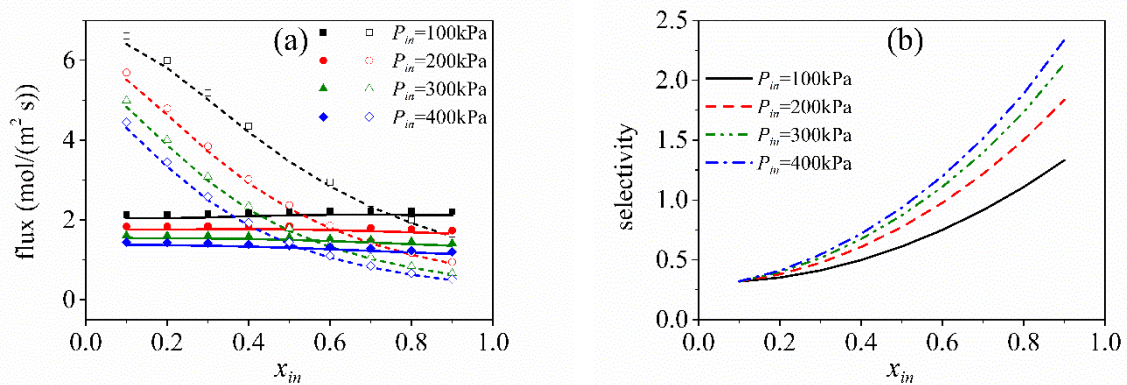 (a)
P_in=100kPa
P_in=200kPa
P_in=300kPa
P_in=400kPa
flux (mol/(m² s))
6
4
2
0
0.0 0.2 0.4 0.6 0.8 1.0
x_in
(b)
P_in=100kPa
P_in=200kPa
P_in=300kPa
P_in=400kPa
selectivity
2.5
2.0
1.5
1.0
0.5
0.0
0.0 0.2 0.4 0.6 0.8 1.0
x_in